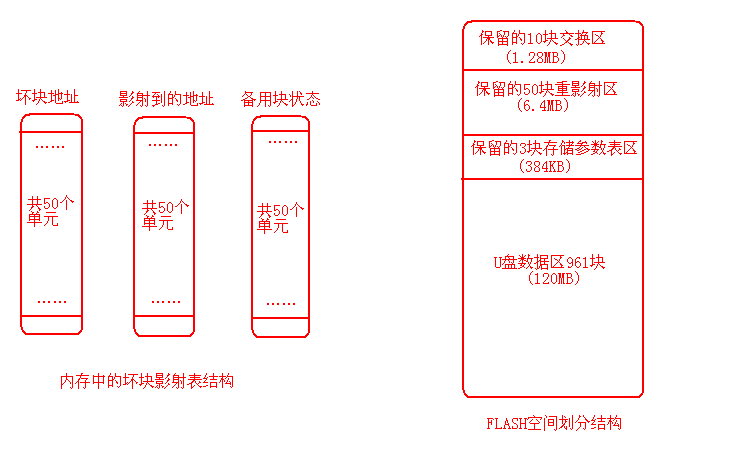 坏块地址
影射到的地址
备用块状态
......
......
......
共50个
单元
共50个
单元
共50个
单元
......
......
......
内存中的坏块影射表结构
保留的10块交换区
(1.28MB)
保留的50块重影射区
(6.4MB)
保留的3块存储参数表区
(384KB)
U盘数据区961块
(120MB)
FLASH空间划分结构